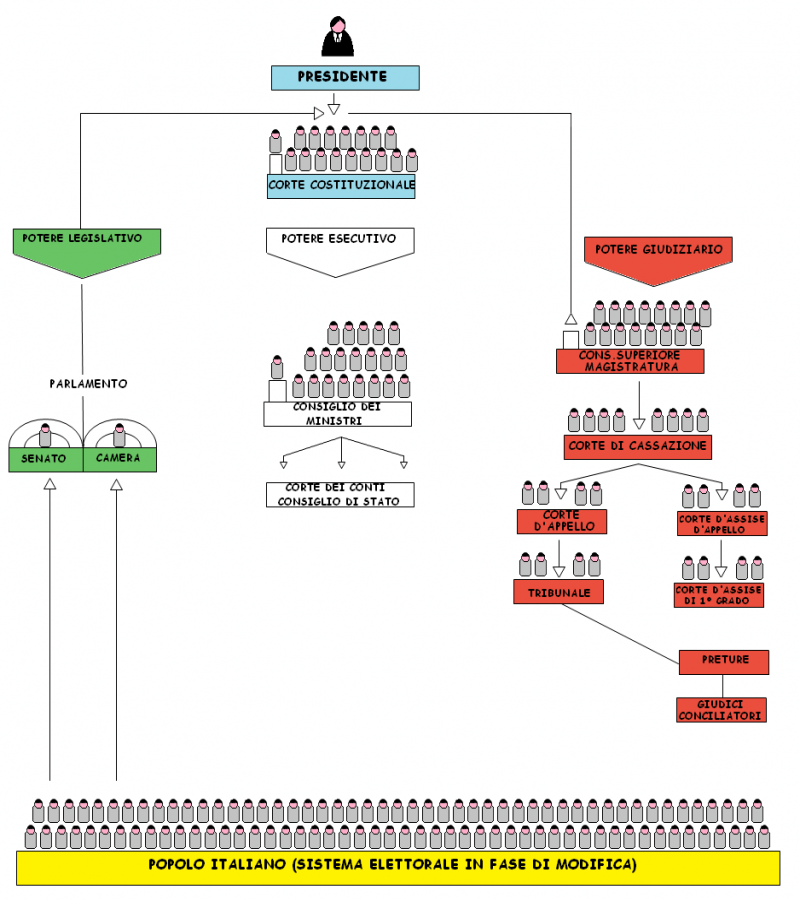 PRESIDENTE
CORTE COSTITUZIONALE
POTERE LEGISLATIVO
POTERE ESECUTIVO
POTERE GIUDIZIARIO
CONS.SUPERIORE
MAGISTRATURA
PARLAMENTO
CONSIGLIO DEI
MINISTRI
CORTE DI CASSAZIONE
SENATO
CAMERA
CORTE DEI CONTI
CONSIGLIO DI STATO
CORTE
D'APPELLO
CORTE D'ASSISE
D'APPELLO
TRIBUNALE
CORTE D'ASSISE
DI 1° GRADO
PRETURE
GIUDICI
CONCILIATORI
POPOLO ITALIANO (SISTEMA ELETTORALE IN FASE DI MODIFICA)